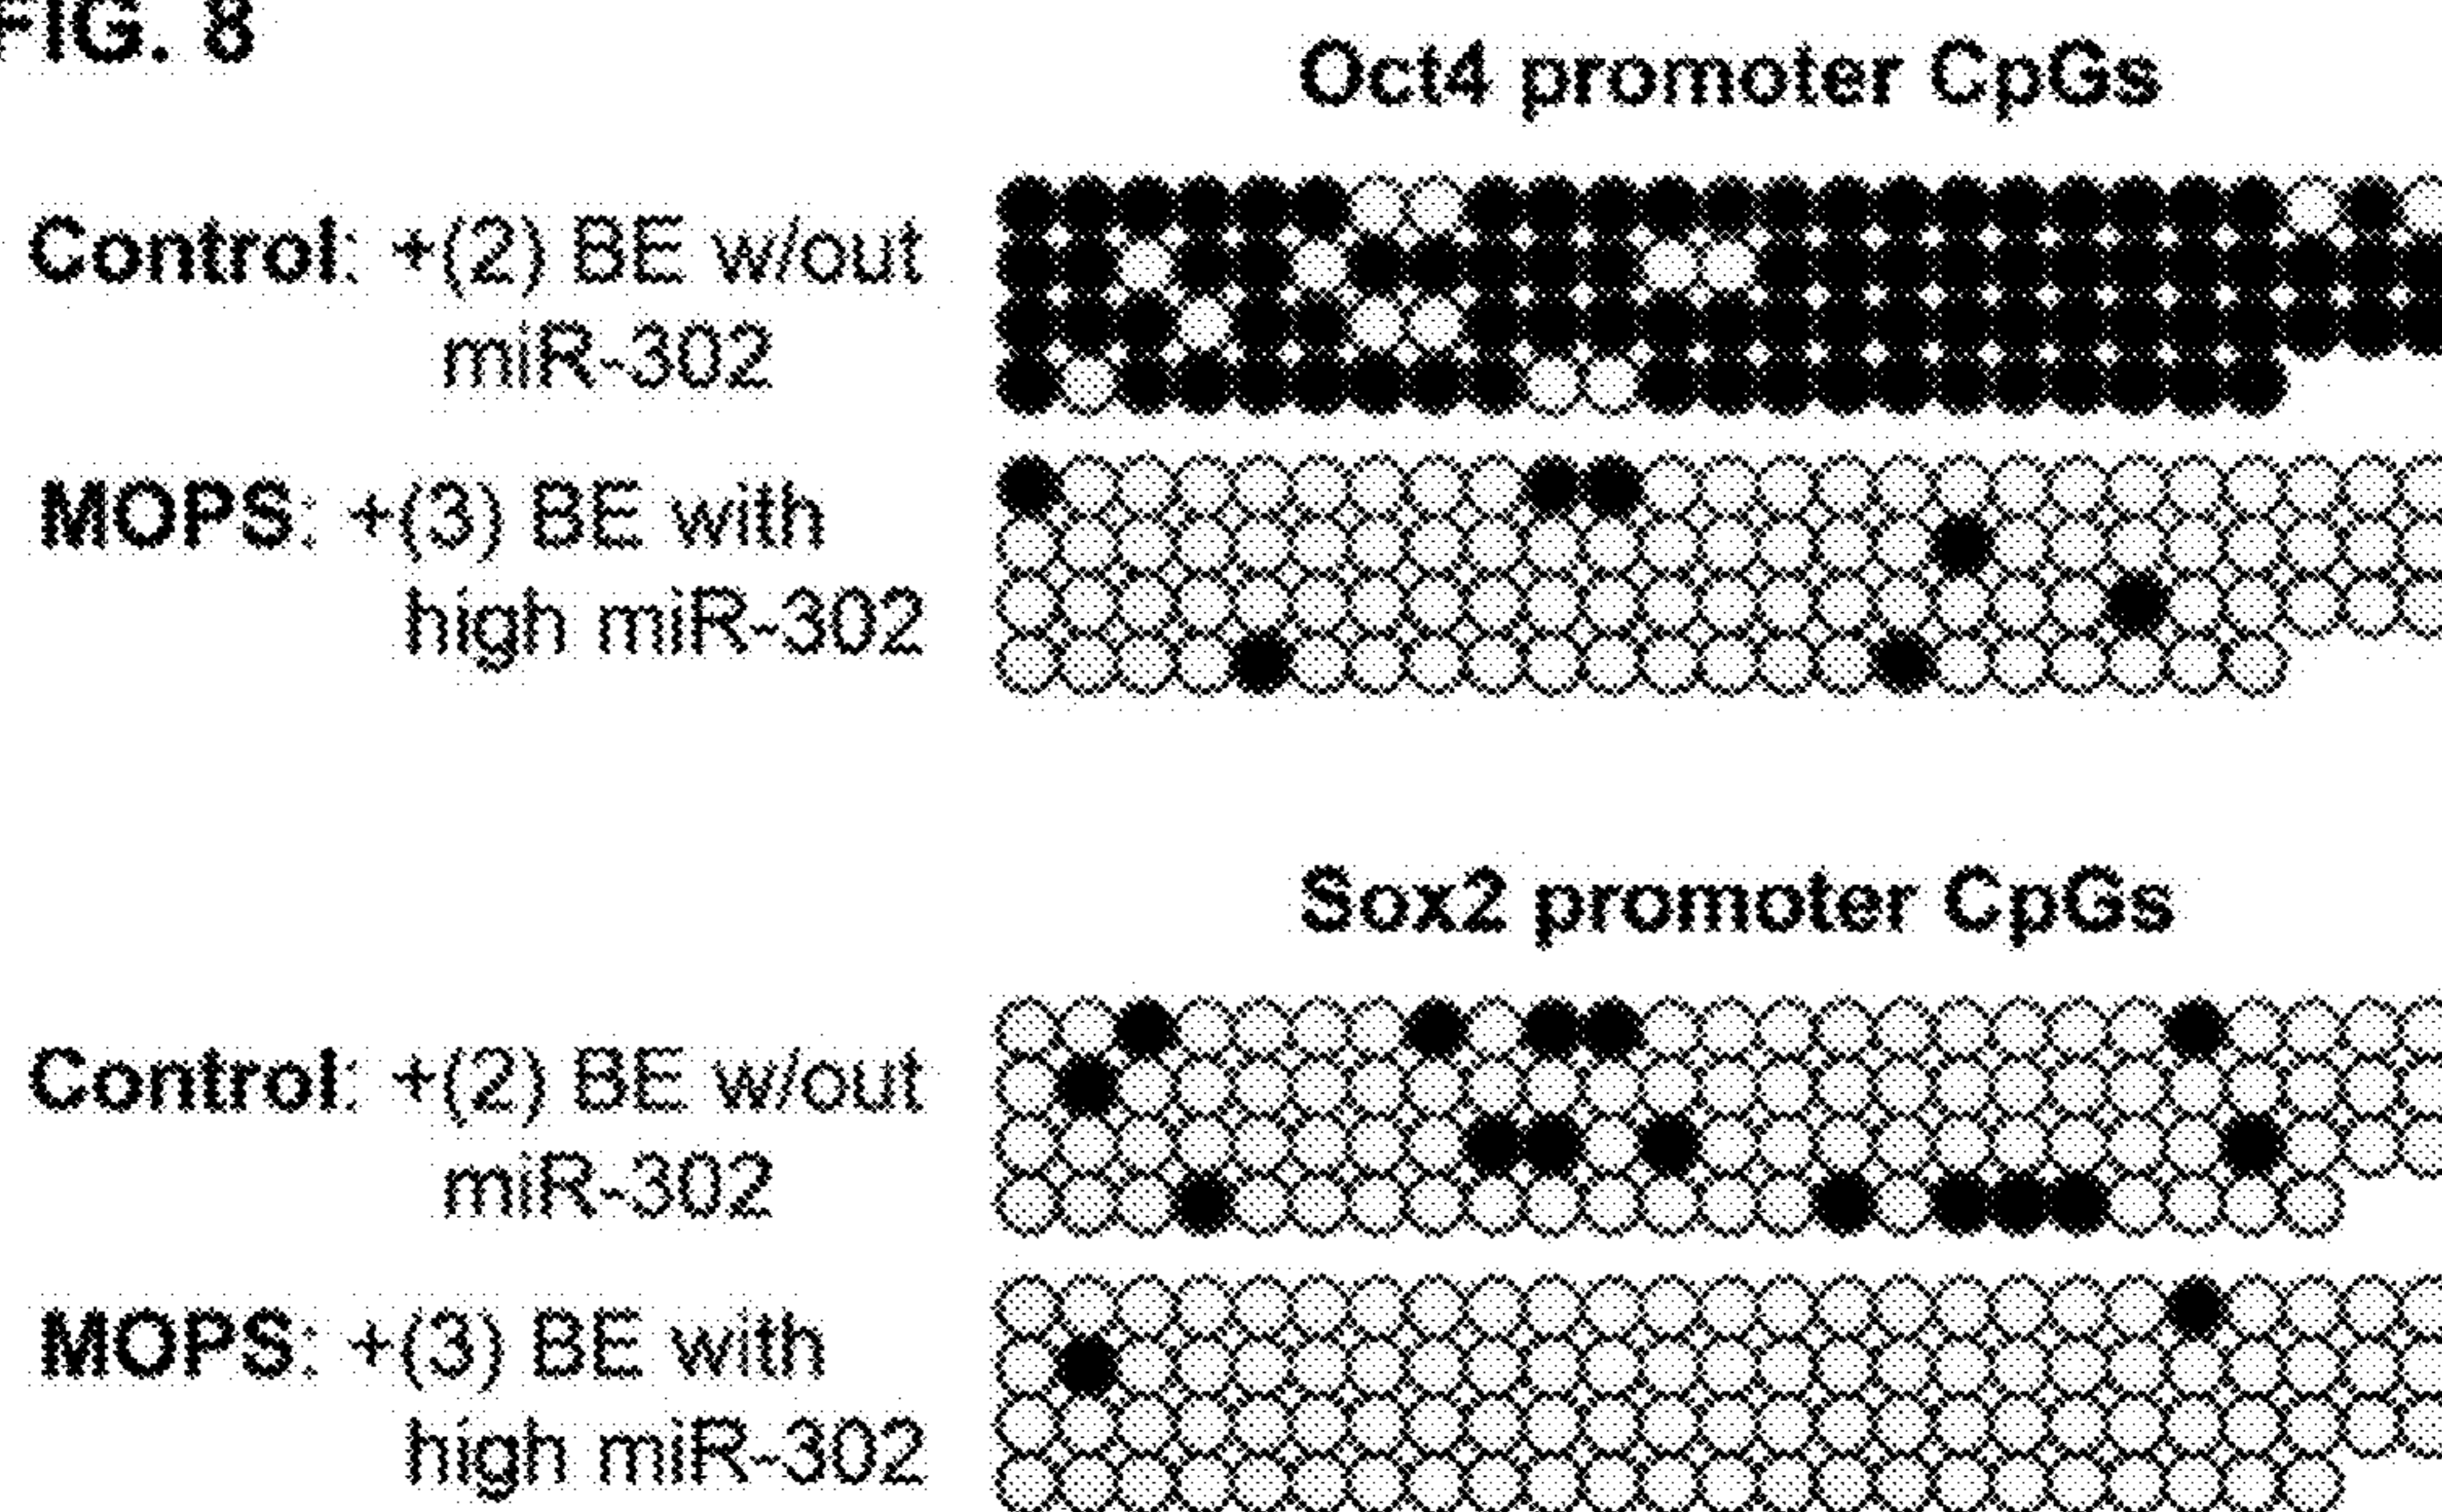 FIG. 8
Oct4 promoter CpGs
Control: +(2) BE w/out
miR-302
MOPS: +(3) BE with
high miR-302
Sox2 promoter CpGs
Control: +(2) BE w/out
miR-302
MOPS: +(3) BE with
high miR-302